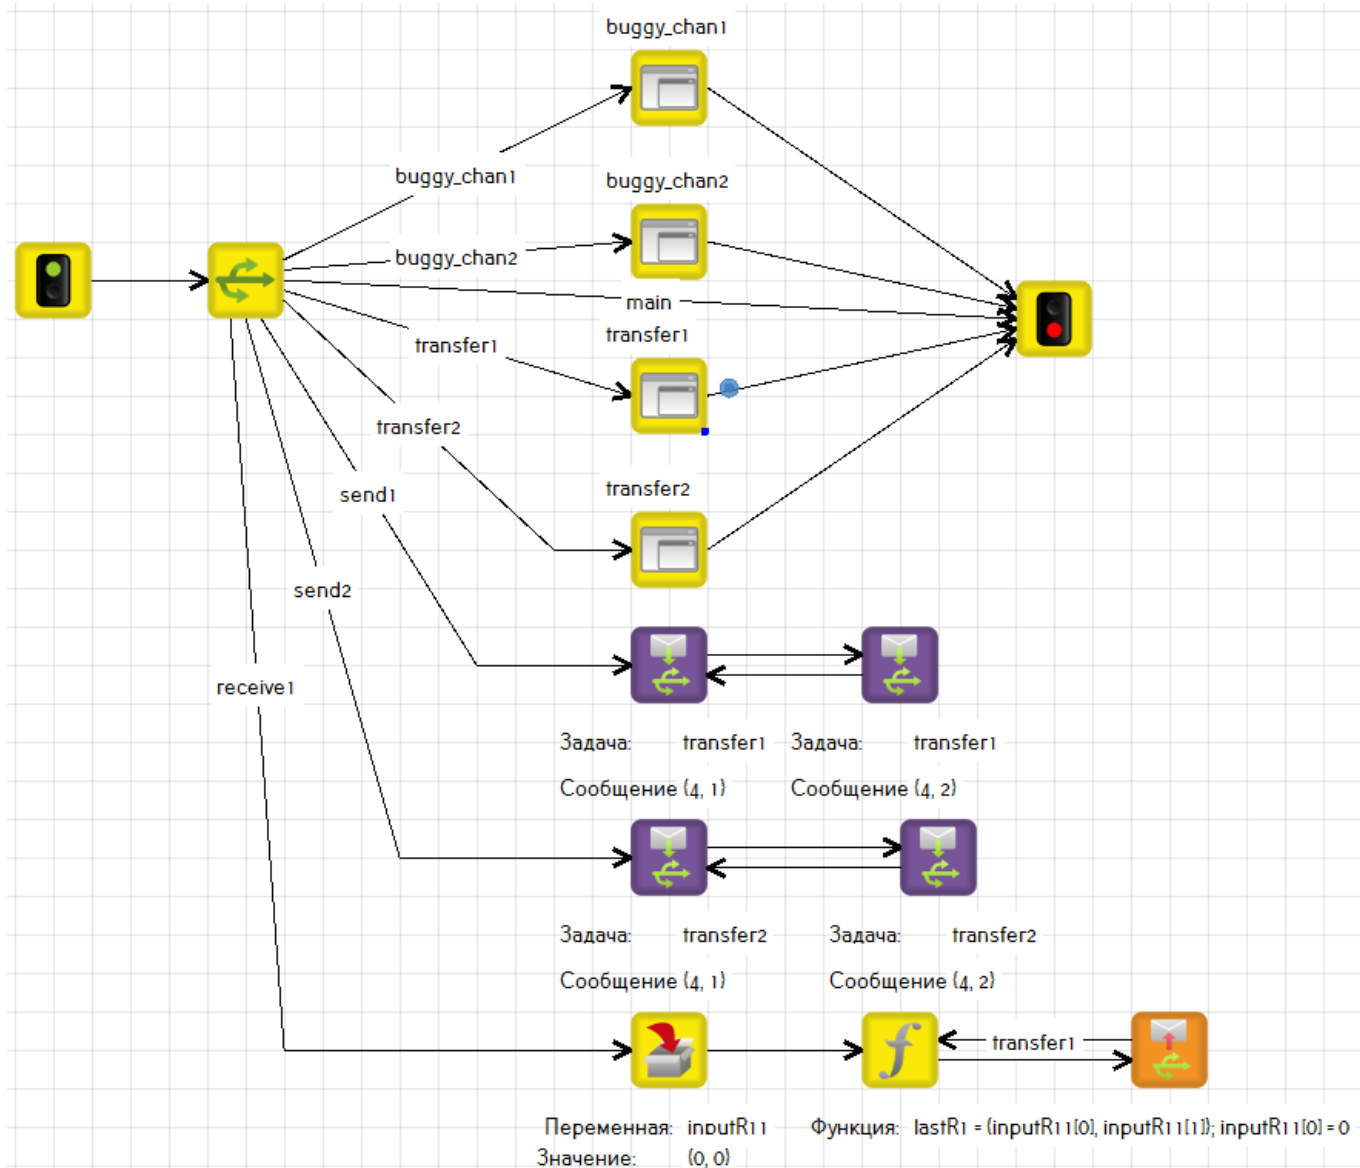 buggy_chan1
buggy_chan1
buggy_chan2
buggy_chan2
main
transfer1
transfer1
transfer2
transfer2
send1
send2
receive1
Задача: transfer1 Задача: transfer1
Сообщение {4, 1} Сообщение {4, 2}
Задача: transfer2 Задача: transfer2
Сообщение {4, 1} Сообщение {4, 2}
transfer1
Переменная: inputR11 Функция: lastR1 = {inputR11[0], inputR11[1]}; inputR11[0] = 0
Значение: {0, 0}